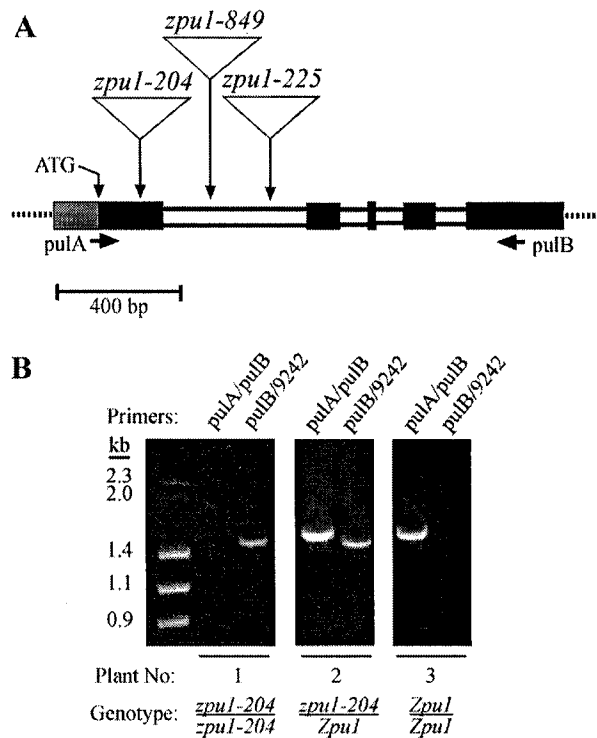 A
zpu1-849
zpu1-204
zpu1-225
ATG
pulA
pulB
400 bp
B
Primers: pulA/pulB pulB/9242 pulA/pulB pulB/9242 pulA/pulB pulB/9242
kb
2.3
2.0
1.4
1.1
0.9
Plant No: 1 2 3
Genotype: zpu1-204 zpu1-204 Zpu1
zpu1-204 Zpu1 Zpu1